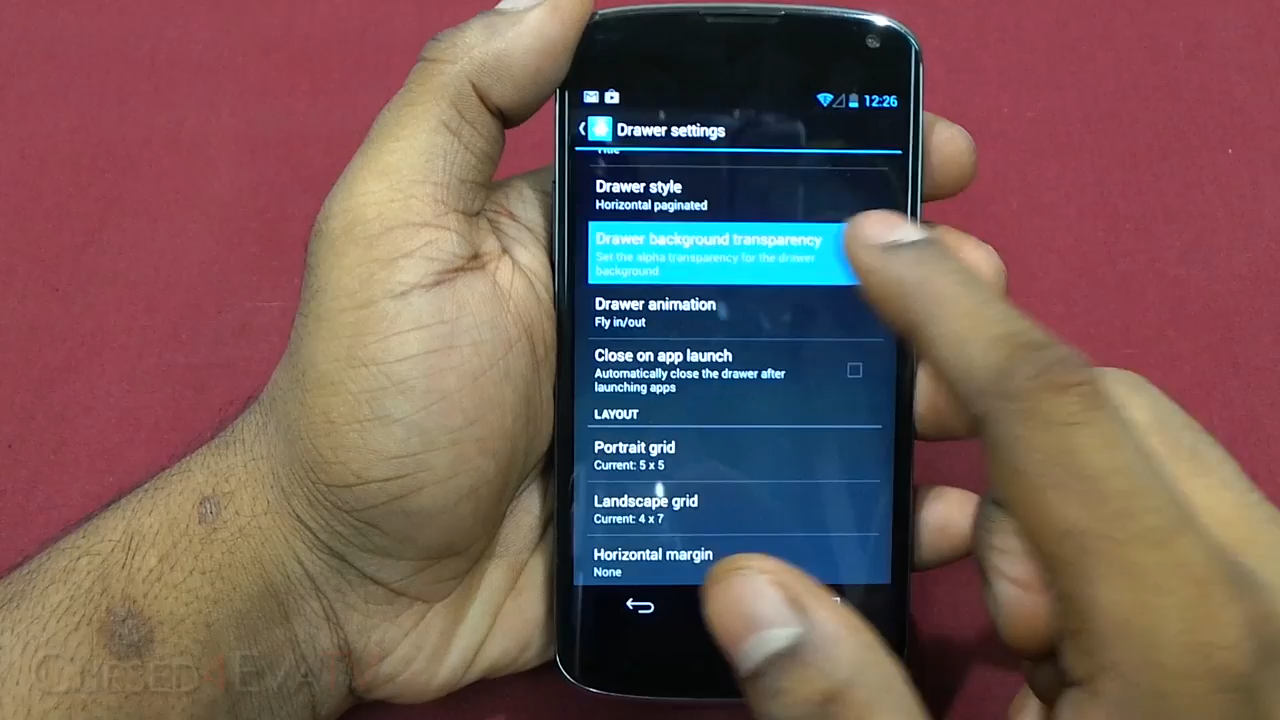 12:26
Drawer settings
Title
Drawer style
Horizontal paginated
Drawer background transparency
Set the alpha transparency for the drawer
background
Drawer animation
Fly in/out
Close on app launch
Automatically close the drawer after
launching apps
LAYOUT
Portrait grid
Current: 5 x 5
Landscape grid
Current: 4 x 7
Horizontal margin
None